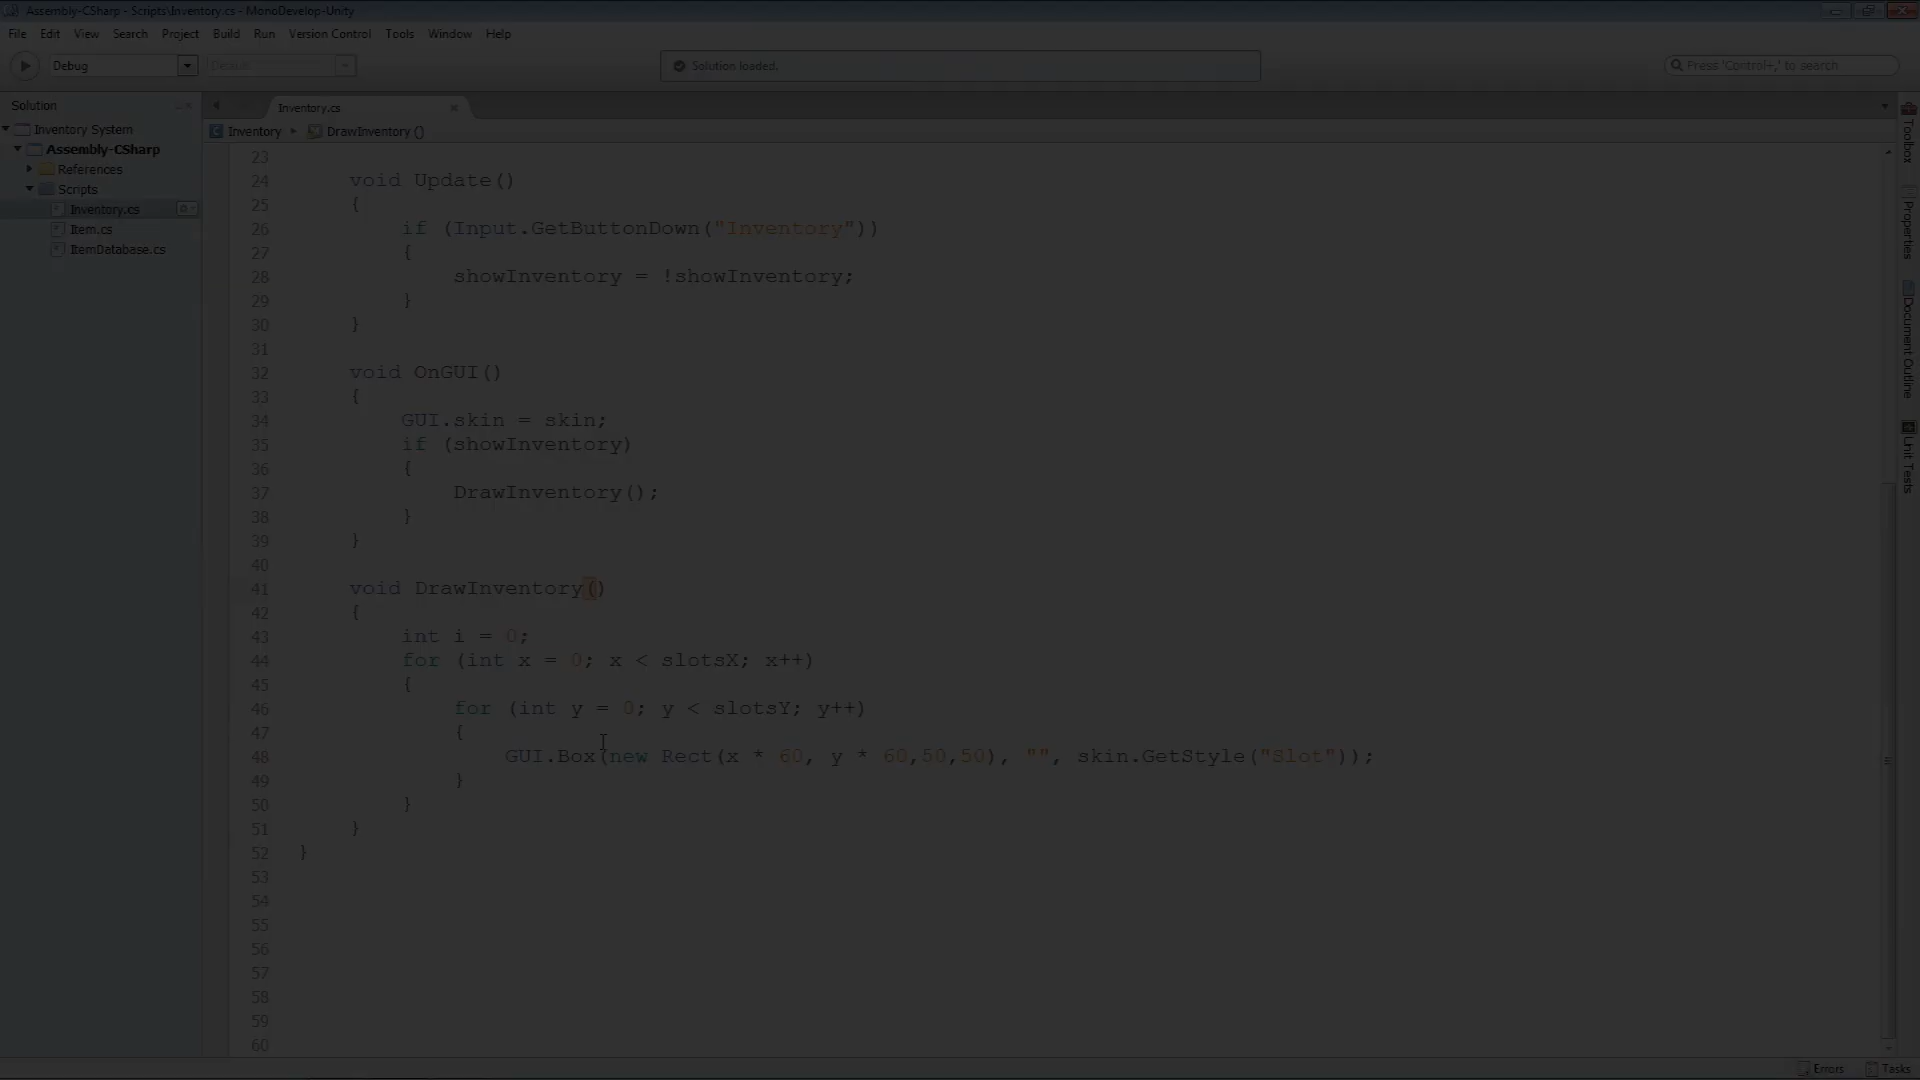 Assembly-CSharp - Scripts\Inventory.cs - MonoDevelop-Unity
File Edit View Search Project Build Run Version Control Tools Window Help
Debug
Solution loaded.
Press 'Control+,' to search
Solution
Inventory.cs
Inventory System
Assembly-CSharp
References
Scripts
Inventory.cs
Item.cs
ItemDatabase.cs
Inventory DrawInventory ()
23
24 void Update()
25 {
26 if (Input.GetButtonDown("Inventory"))
27 {
28 showInventory = !showInventory;
29 }
30 }
31
32 void OnGUI()
33 {
34 GUI.skin = skin;
35 if (showInventory)
36 {
37 DrawInventory();
38 }
39 }
40
41 void DrawInventory()
42 {
43 int i = 0;
44 for (int x = 0; x < slotsX; x++)
45 {
46 for (int y = 0; y < slotsY; y++)
47 {
48 GUI.Box(new Rect(x * 60, y * 60,50,50), "", skin.GetStyle("Slot"));
49 }
50 }
51 }
52 }
53
54
55
56
57
58
59
60
Toolbox
Properties
Document Outline
Unit Tests
Errors Tasks